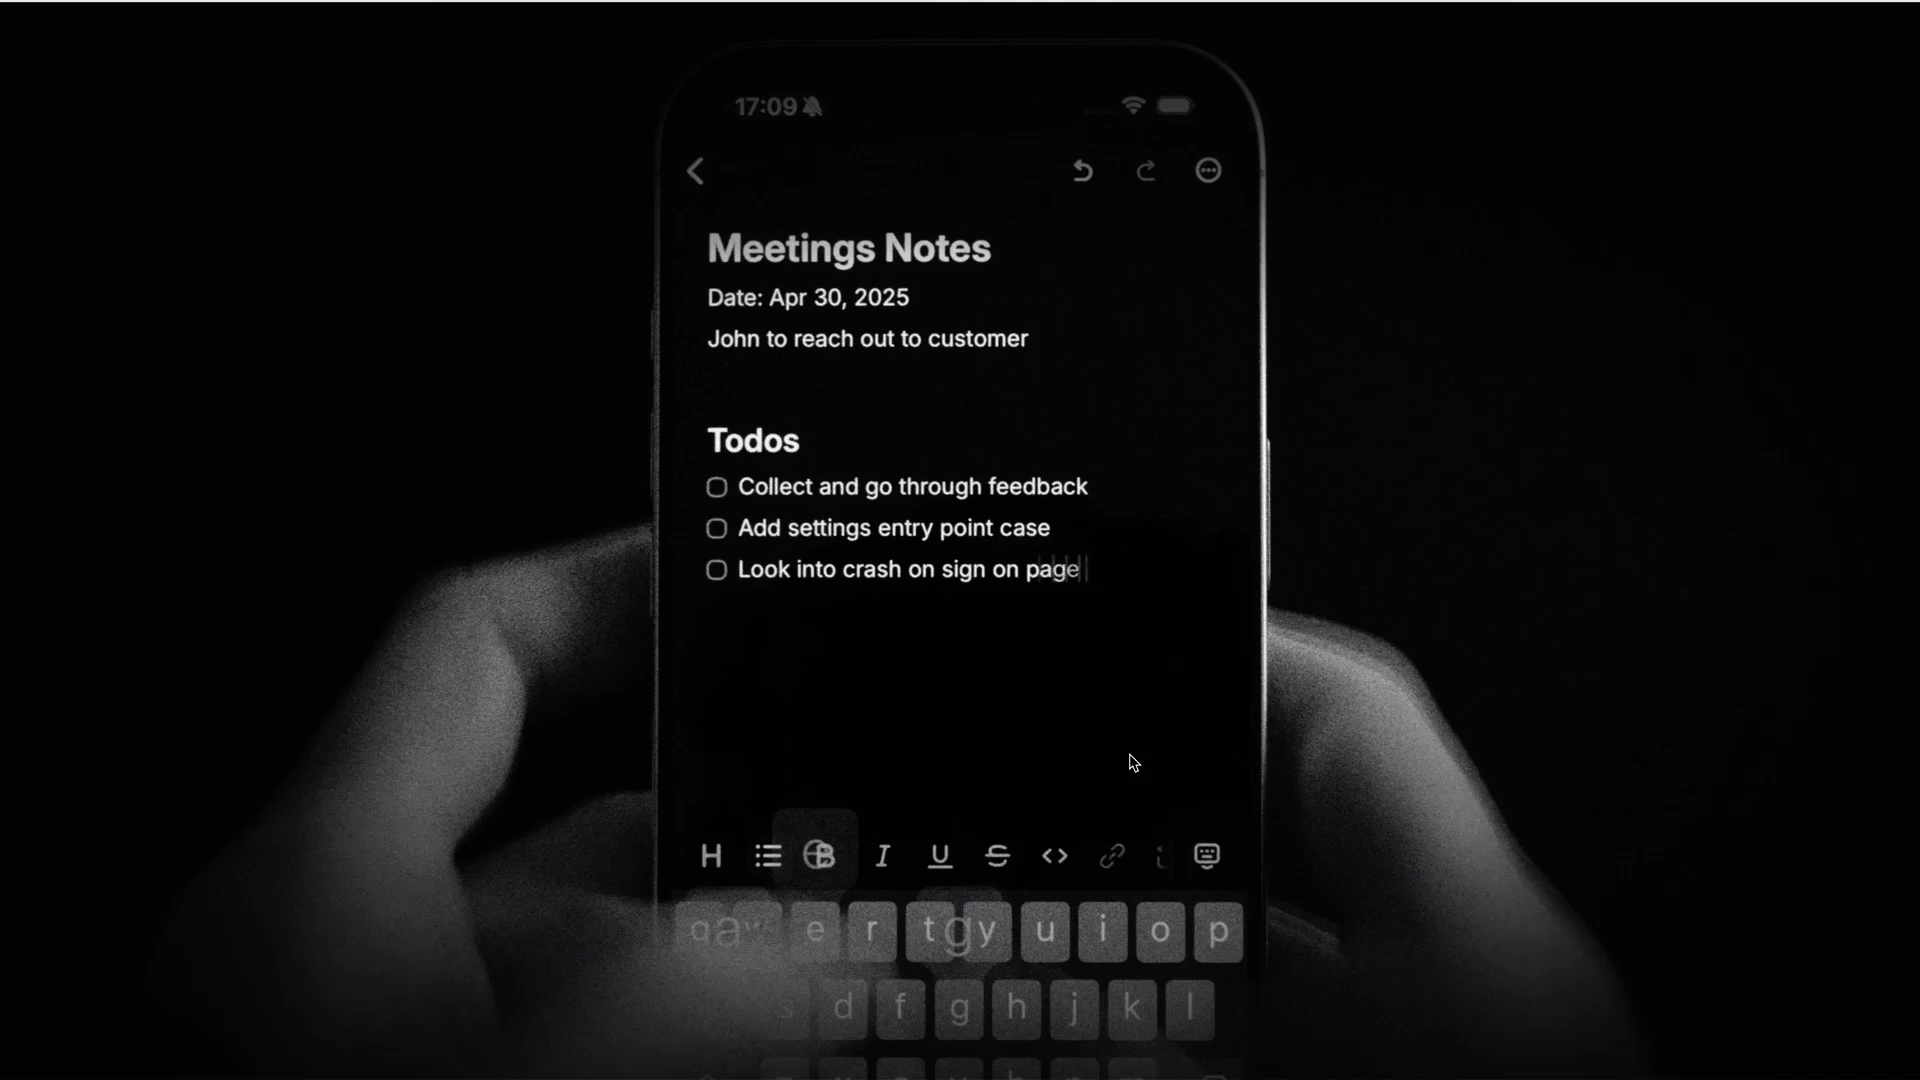 17:09
Meetings Notes
Date: Apr 30, 2025
John to reach out to customer
Todos
Collect and go through feedback
Add settings entry point case
Look into crash on sign on page
H B I U S <>
q a w e r t g y u i o p
s d f g h j k l